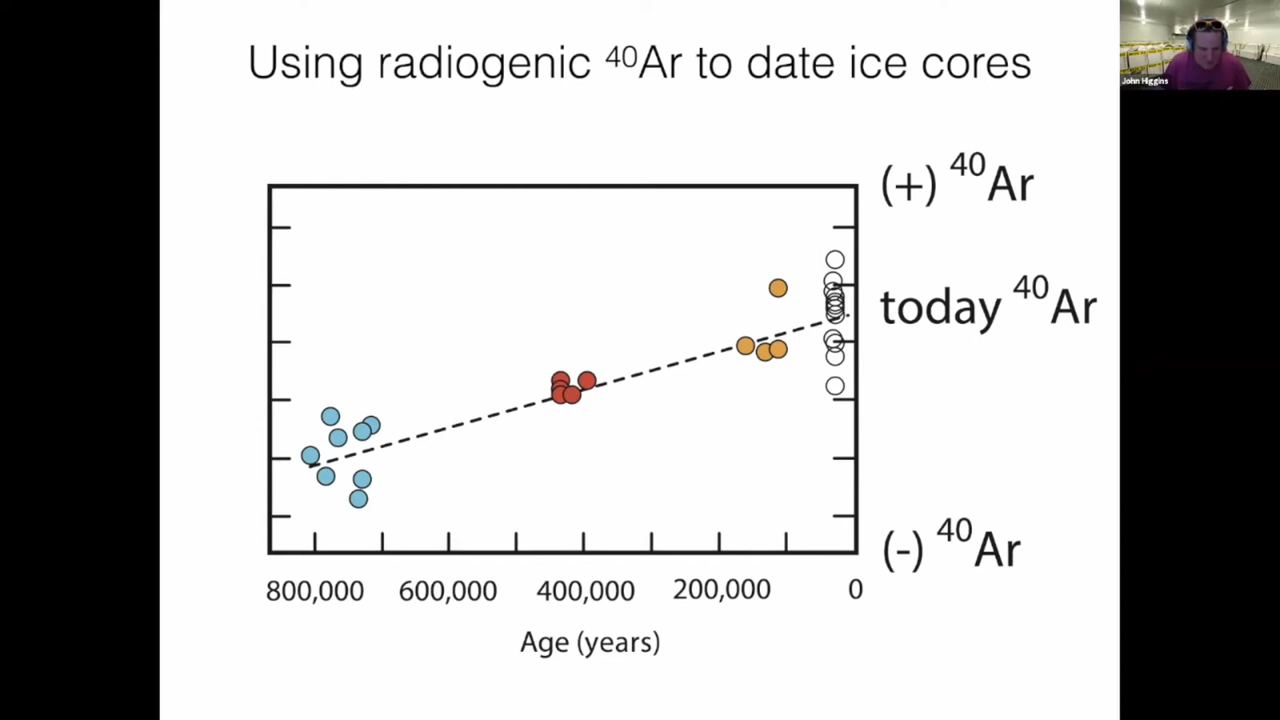 Using radiogenic ⁴⁰Ar to date ice cores
John Higgins
(+) ⁴⁰Ar
today ⁴⁰Ar
(-) ⁴⁰Ar
800,000 600,000 400,000 200,000 0
Age (years)